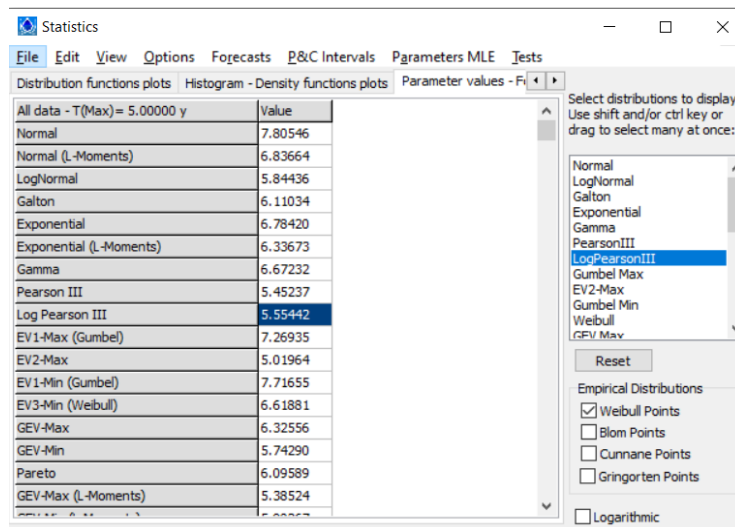 Statistics
File Edit View Options Forecasts P&C Intervals Parameters MLE Tests
Distribution functions plots Histogram - Density functions plots Parameter values - F
All data - T(Max)= 5.00000 y Value
Normal 7.80546
Normal (L-Moments) 6.83664
LogNormal 5.84436
Galton 6.11034
Exponential 6.78420
Exponential (L-Moments) 6.33673
Gamma 6.67232
Pearson III 5.45237
Log Pearson III 5.55442
EV1-Max (Gumbel) 7.26935
EV2-Max 5.01964
EV1-Min (Gumbel) 7.71655
EV3-Min (Weibull) 6.61881
GEV-Max 6.32556
GEV-Min 5.74290
Pareto 6.09589
GEV-Max (L-Moments) 5.38524
Select distributions to display
Use shift and/or ctrl key or
drag to select many at once:
Normal
LogNormal
Galton
Exponential
Gamma
PearsonIII
LogPearsonIII
Gumbel Max
EV2-Max
Gumbel Min
Weibull
GEV Max
Reset
Empirical Distributions
Weibull Points
Blom Points
Cunnane Points
Gringorten Points
Logarithmic